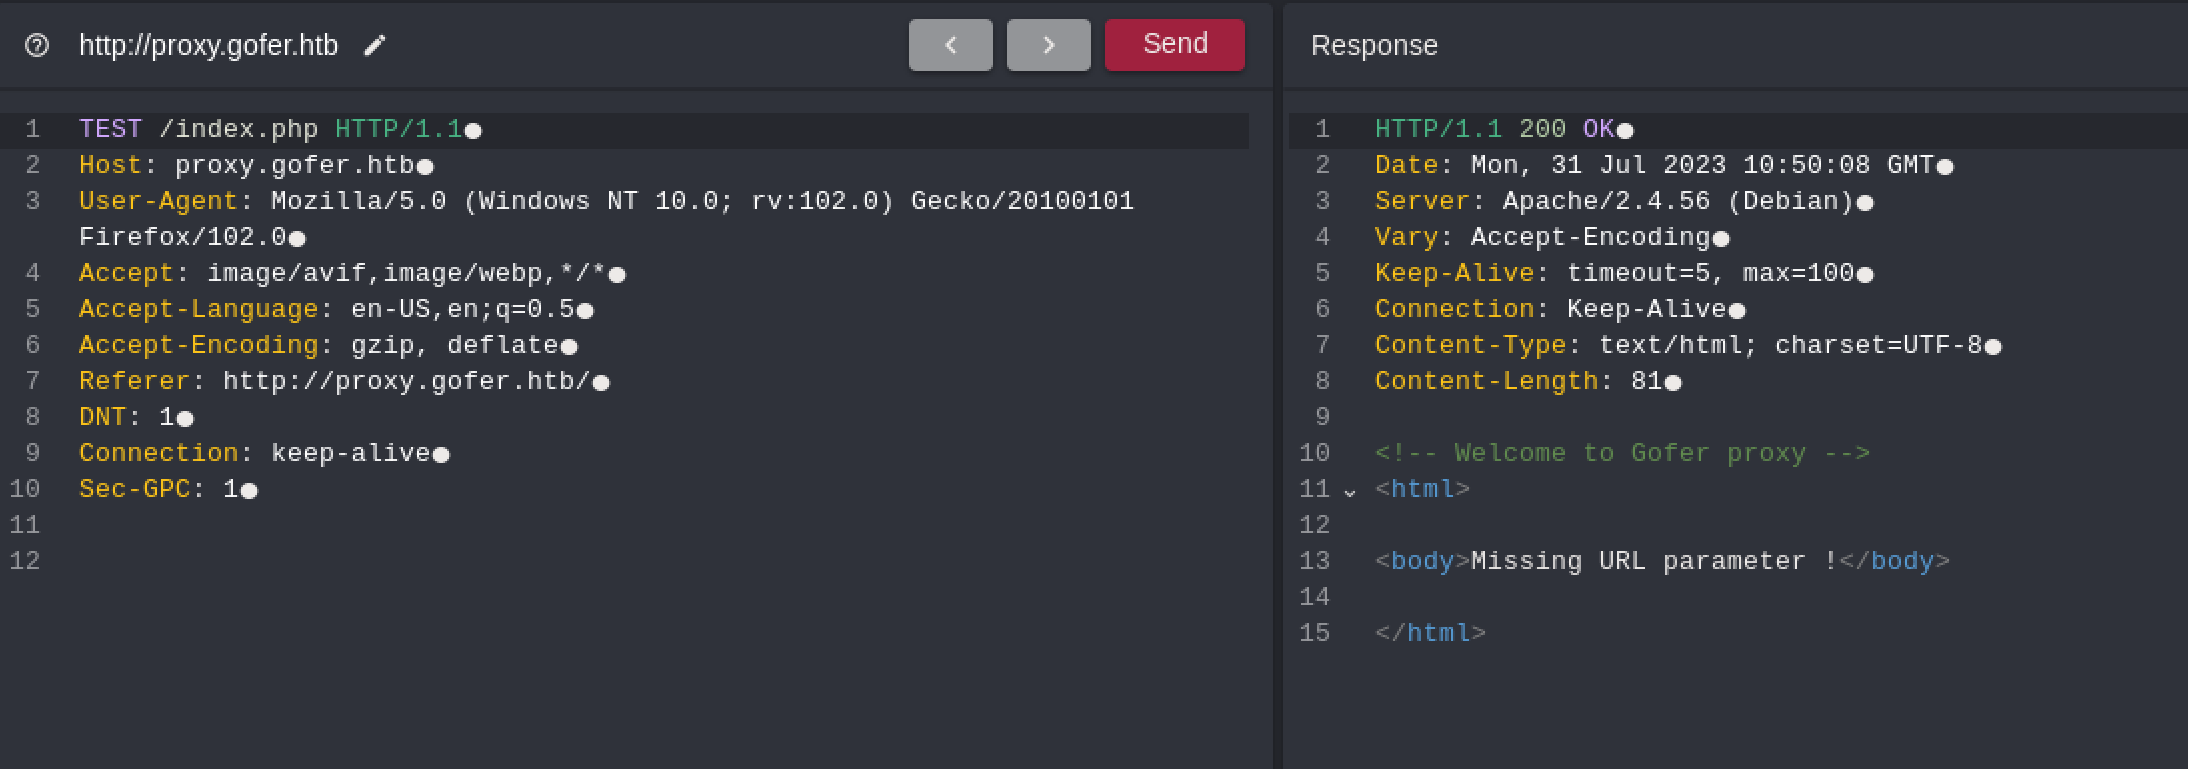 http://proxy.gofer.htb
Send
1 TEST /index.php HTTP/1.1
2 Host: proxy.gofer.htb
3 User-Agent: Mozilla/5.0 (Windows NT 10.0; rv:102.0) Gecko/20100101
Firefox/102.0
4 Accept: image/avif,image/webp,*/*
5 Accept-Language: en-US,en;q=0.5
6 Accept-Encoding: gzip, deflate
7 Referer: http://proxy.gofer.htb/
8 DNT: 1
9 Connection: keep-alive
10 Sec-GPC: 1
11
12
Response
1 HTTP/1.1 200 OK
2 Date: Mon, 31 Jul 2023 10:50:08 GMT
3 Server: Apache/2.4.56 (Debian)
4 Vary: Accept-Encoding
5 Keep-Alive: timeout=5, max=100
6 Connection: Keep-Alive
7 Content-Type: text/html; charset=UTF-8
8 Content-Length: 81
9
10 <!-- Welcome to Gofer proxy -->
11 <html>
12
13 <body>Missing URL parameter !</body>
14
15 </html>